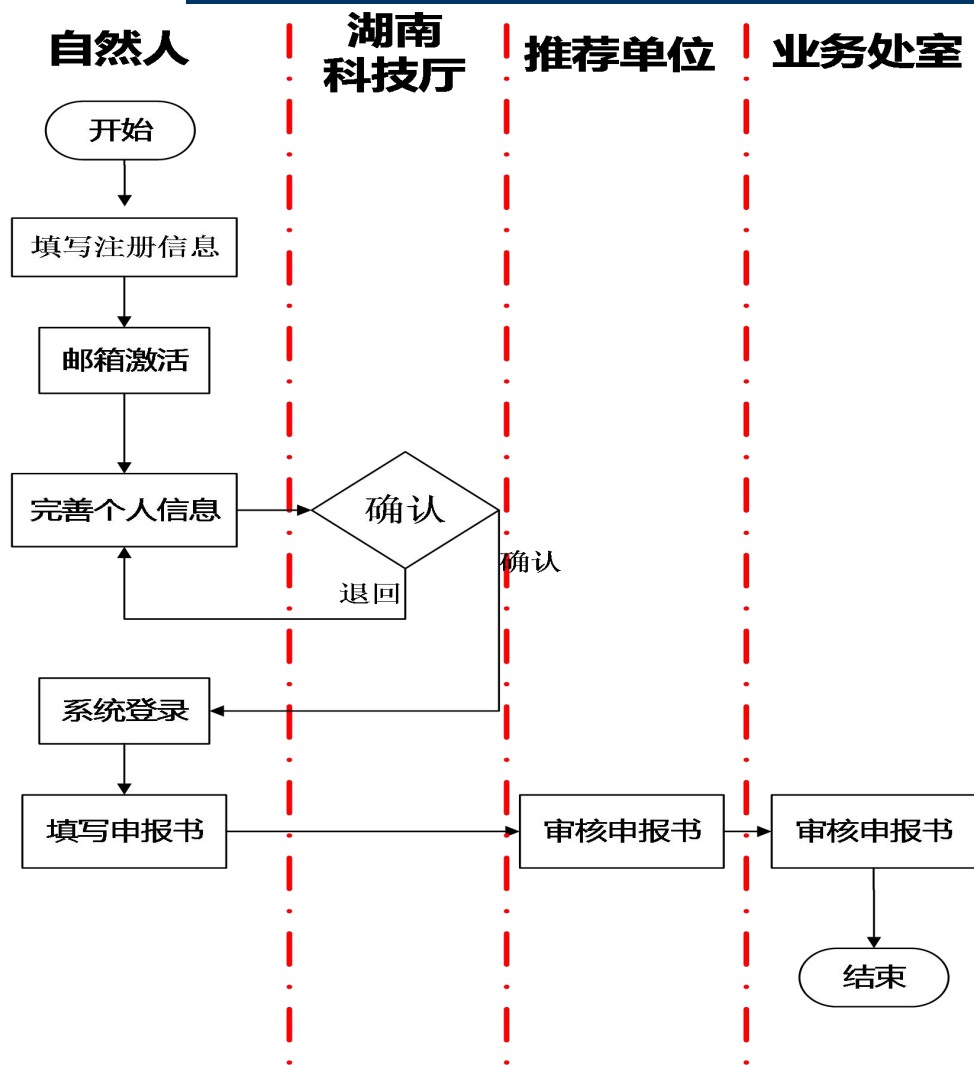 自然人
湖南
科技厅
推荐单位
业务处室
开始
填写注册信息
邮箱激活
完善个人信息
确认
确认
退回
系统登录
填写申报书
审核申报书
审核申报书
结束